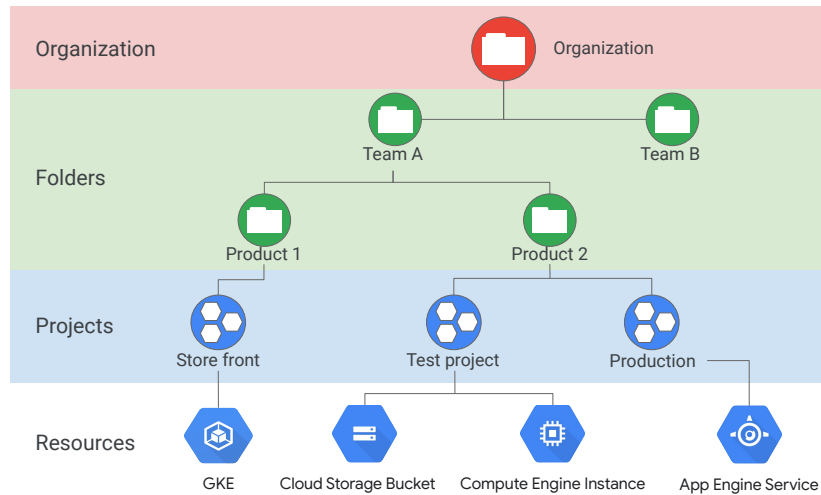 Organization
Organization
Team A
Team B
Folders
Product 1
Product 2
Projects
Store front
Test project
Production
Resources
GKE
Cloud Storage Bucket
Compute Engine Instance
App Engine Service